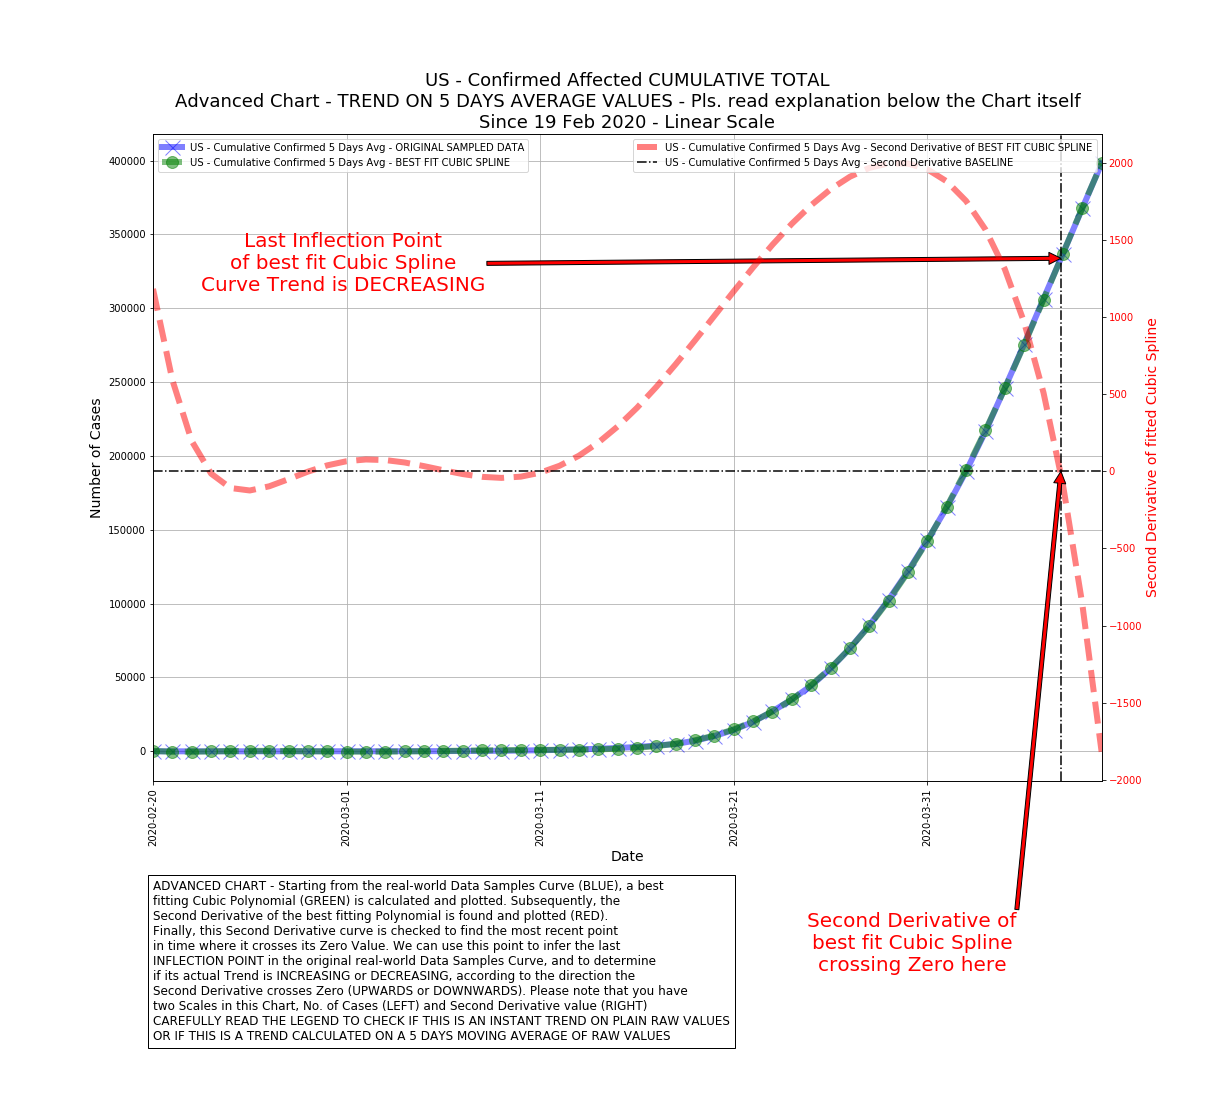 US - Confirmed Affected CUMULATIVE TOTAL
Advanced Chart - TREND ON 5 DAYS AVERAGE VALUES - Pls. read explanation below the Chart itself
Since 19 Feb 2020 - Linear Scale
US - Cumulative Confirmed 5 Days Avg - ORIGINAL SAMPLED DATA
US - Cumulative Confirmed 5 Days Avg - BEST FIT CUBIC SPLINE
US - Cumulative Confirmed 5 Days Avg - Second Derivative of BEST FIT CUBIC SPLINE
US - Cumulative Confirmed 5 Days Avg - Second Derivative BASELINE
Last Inflection Point
of best fit Cubic Spline
Curve Trend is DECREASING
Number of Cases
400000
350000
300000
250000
200000
150000
100000
50000
0
2000
1500
1000
500
0
−500
−1000
−1500
−2000
Second Derivative of fitted Cubic Spline
2020-02-20
2020-03-01
2020-03-11
2020-03-21
2020-03-31
Date
Second Derivative of
best fit Cubic Spline
crossing Zero here
ADVANCED CHART - Starting from the real-world Data Samples Curve (BLUE), a best
fitting Cubic Polynomial (GREEN) is calculated and plotted. Subsequently, the
Second Derivative of the best fitting Polynomial is found and plotted (RED).
Finally, this Second Derivative curve is checked to find the most recent point
in time where it crosses its Zero Value. We can use this point to infer the last
INFLECTION POINT in the original real-world Data Samples Curve, and to determine
if its actual Trend is INCREASING or DECREASING, according to the direction the
Second Derivative crosses Zero (UPWARDS or DOWNWARDS). Please note that you have
two Scales in this Chart, No. of Cases (LEFT) and Second Derivative value (RIGHT)
CAREFULLY READ THE LEGEND TO CHECK IF THIS IS AN INSTANT TREND ON PLAIN RAW VALUES
OR IF THIS IS A TREND CALCULATED ON A 5 DAYS MOVING AVERAGE OF RAW VALUES